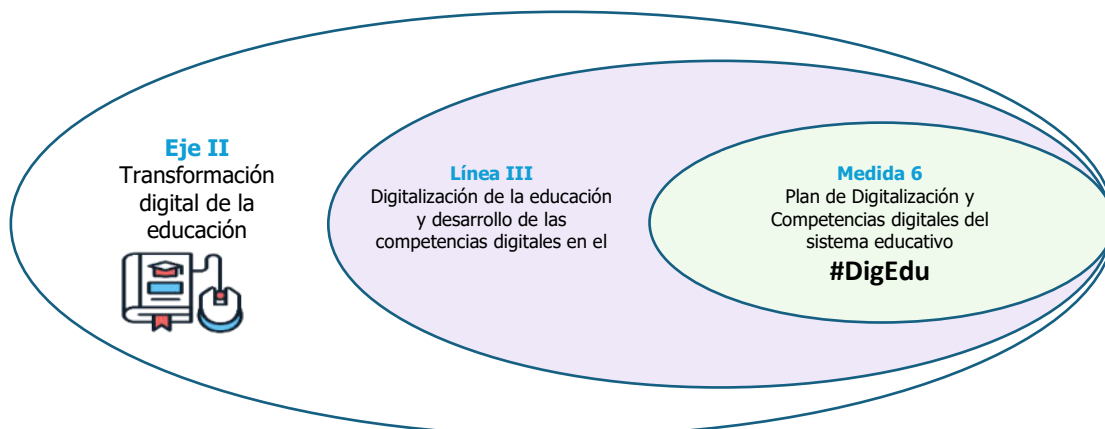 Eje II
Transformación
digital de la
educación
Línea III
Digitalización de la educación
y desarrollo de las
competencias digitales en el
Medida 6
Plan de Digitalización y
Competencias digitales del
sistema educativo
#DigEdu